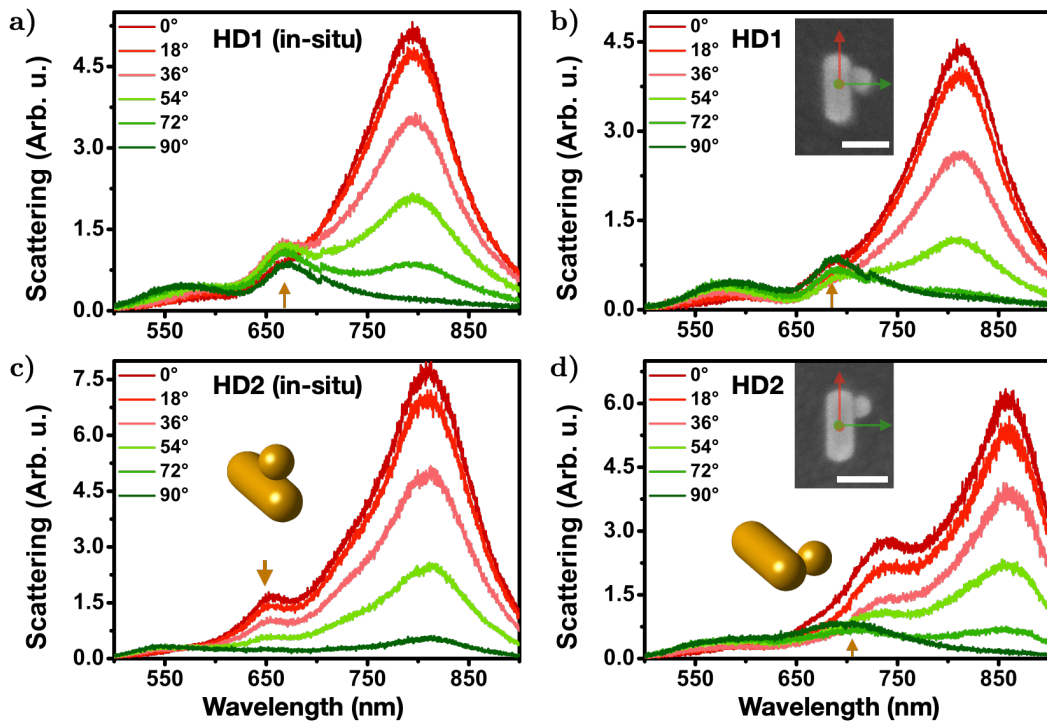 a)
HD1 (in-situ)
0°
18°
36°
54°
72°
90°
Scattering (Arb. u.)
4.5
3.0
1.5
0.0
550 650 750 850
b)
HD1
0°
18°
36°
54°
72°
90°
Scattering (Arb. u.)
4.5
3.0
1.5
0.0
550 650 750 850
c)
HD2 (in-situ)
0°
18°
36°
54°
72°
90°
Scattering (Arb. u.)
7.5
6.0
4.5
3.0
1.5
0.0
550 650 750 850
Wavelength (nm)
d)
HD2
0°
18°
36°
54°
72°
90°
Scattering (Arb. u.)
6.0
4.5
3.0
1.5
0.0
550 650 750 850
Wavelength (nm)